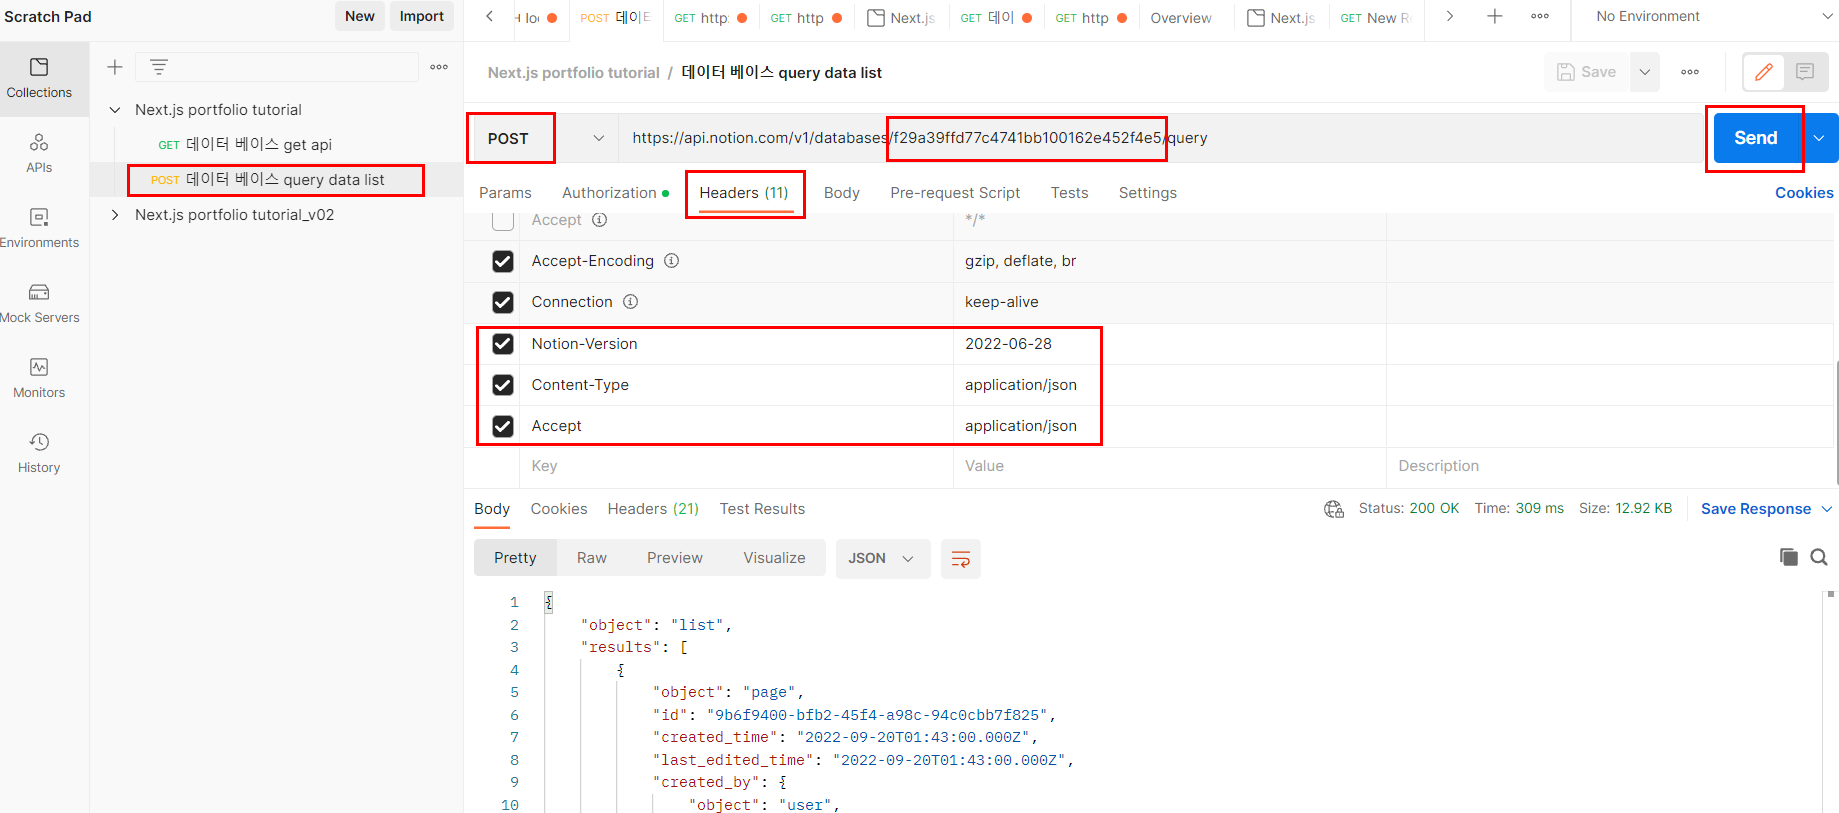 Scratch Pad New Import
H loc POST 데이트 GET http: GET http Next.js GET 데이 GET http Overview Next.js GET New R No Environment
Collections
APIs
Environments
Mock Servers
Monitors
History
Next.js portfolio tutorial
GET 데이터 베이스 get api
POST 데이터 베이스 query data list
Next.js portfolio tutorial_v02
Next.js portfolio tutorial / 데이터 베이스 query data list Save
POST https://api.notion.com/v1/databases/f29a39ffd77c4741bb100162e452f4e5/query Send
Params Authorization Headers (11) Body Pre-request Script Tests Settings Cookies
Accept */*
Accept-Encoding gzip, deflate, br
Connection keep-alive
Notion-Version 2022-06-28
Content-Type application/json
Accept application/json
Key Value Description
Body Cookies Headers (21) Test Results Status: 200 OK Time: 309 ms Size: 12.92 KB Save Response
Pretty Raw Preview Visualize JSON
1 {
2 "object": "list",
3 "results": [
4 {
5 "object": "page",
6 "id": "9b6f9400-bfb2-45f4-a98c-94c0cbb7f825",
7 "created_time": "2022-09-20T01:43:00.000Z",
8 "last_edited_time": "2022-09-20T01:43:00.000Z",
9 "created_by": {
10 "object": "user",